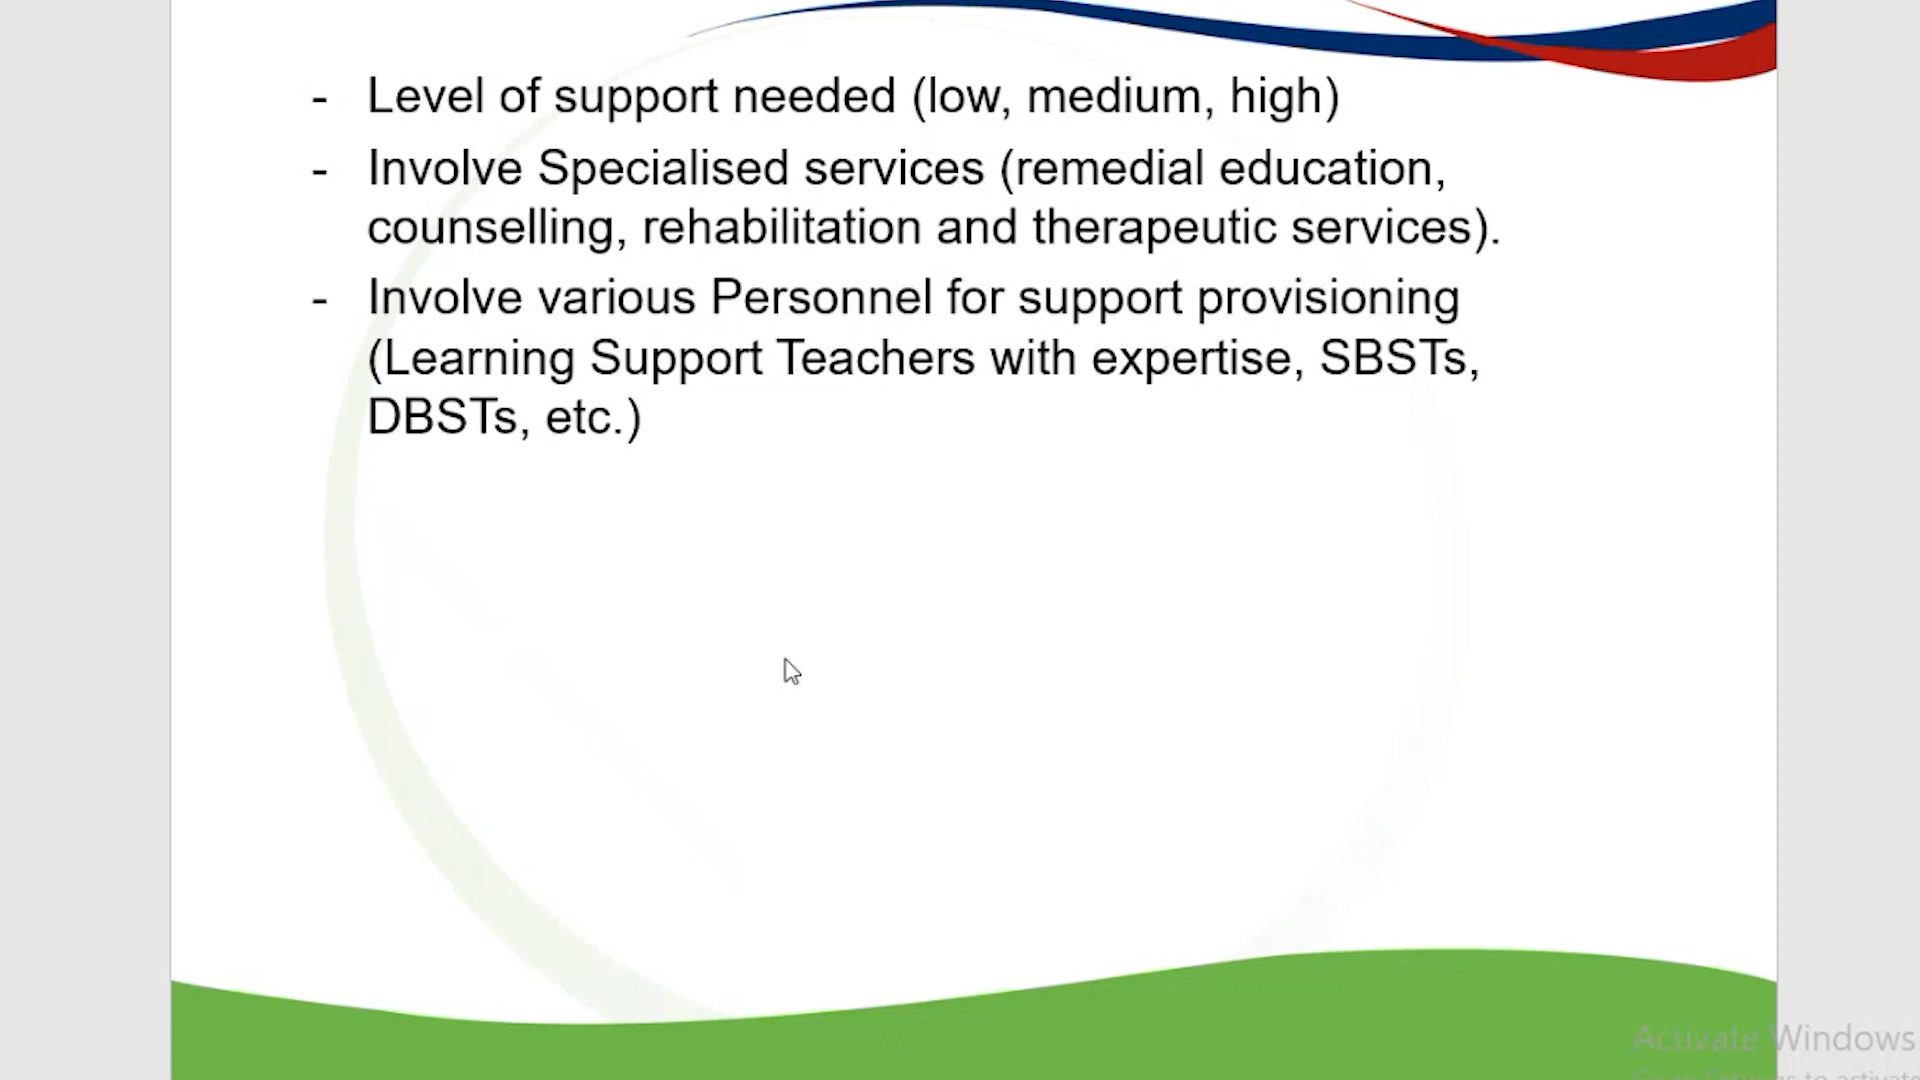 - Level of support needed (low, medium, high)
- Involve Specialised services (remedial education,
counselling, rehabilitation and therapeutic services).
- Involve various Personnel for support provisioning
(Learning Support Teachers with expertise, SBSTs,
DBSTs, etc.)
Activate Windows